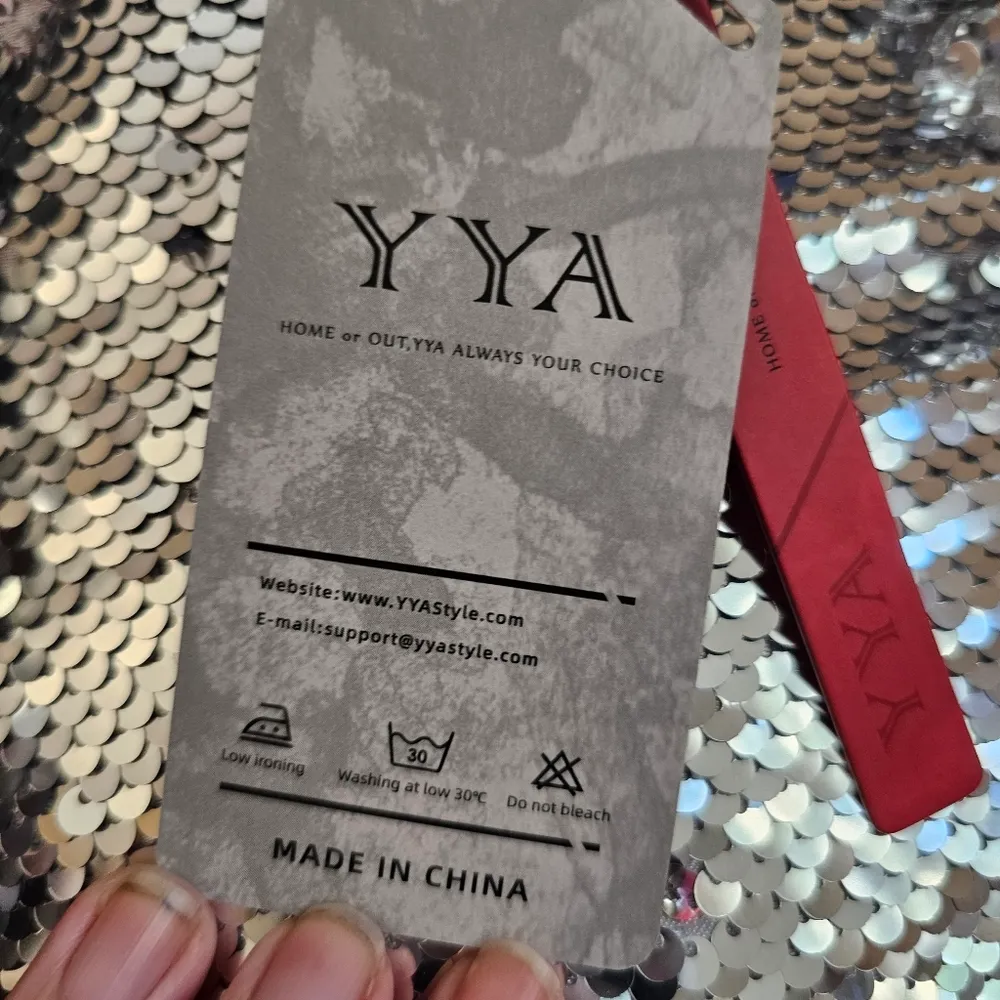 YYA
HOME or OUT,YYA ALWAYS YOUR CHOICE
Website:www.YYAStyle.com
E-mail:support@yyastyle.com
30
Low ironing
Washing at low 30℃
Do not bleach
MADE IN CHINA
HOME
YYA